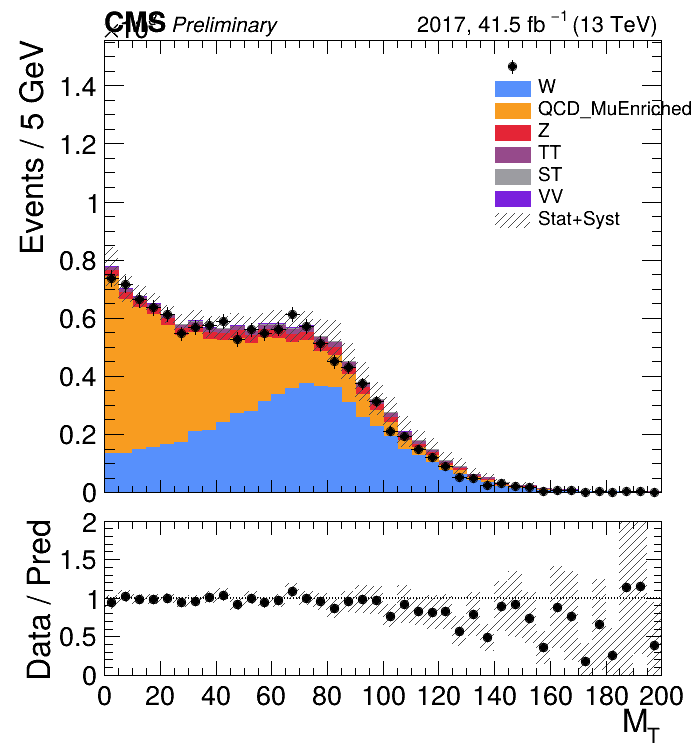 CMS Preliminary 2017, 41.5 fb⁻¹ (13 TeV)
Events / 5 GeV
1.4
1.2
1
0.8
0.6
0.4
0.2
0
W
QCD_MuEnriched
Z
TT
ST
VV
Stat+Syst
Data / Pred
2
1.5
1
0.5
0
0 20 40 60 80 100 120 140 160 180 200
M_T